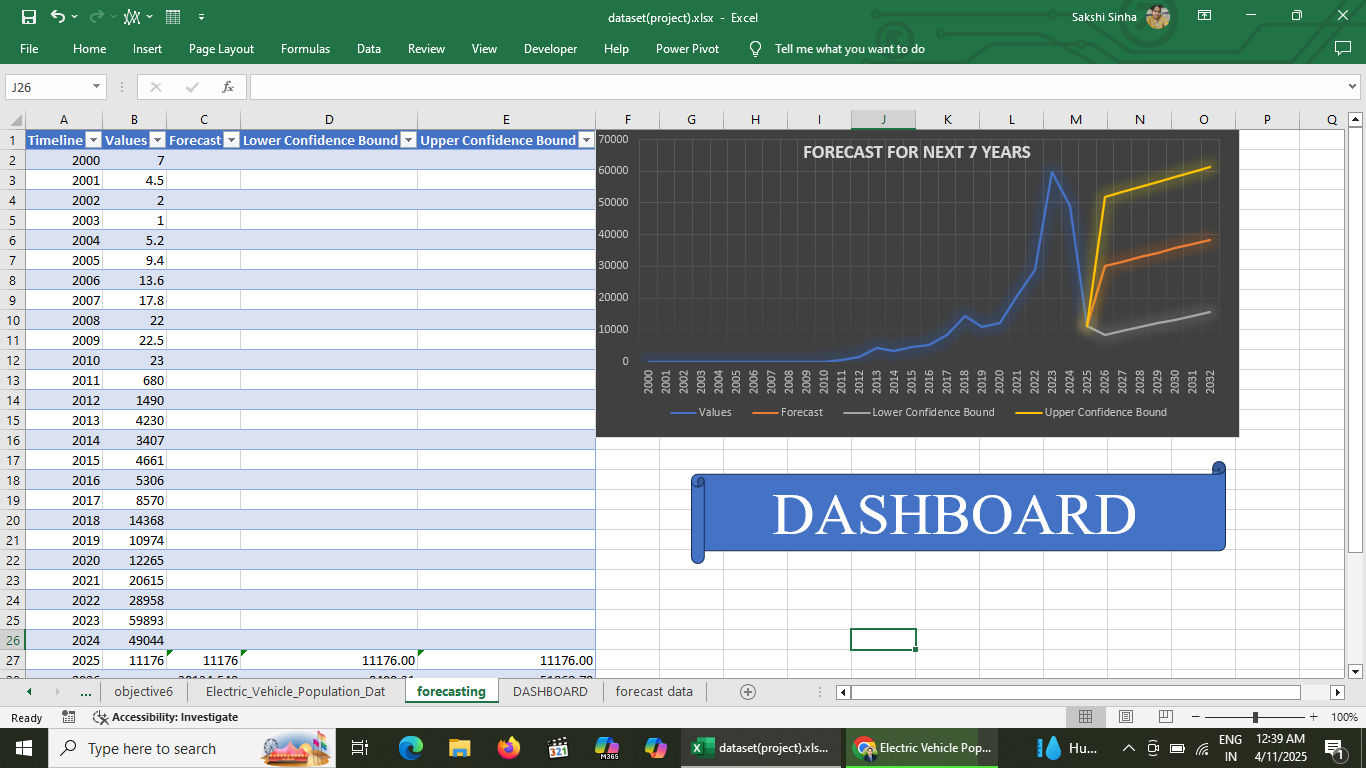 dataset(project).xlsx - Excel
Sakshi Sinha
File Home Insert Page Layout Formulas Data Review View Developer Help Power Pivot Tell me what you want to do
J26 fx
A B C D E F G H I J K L M N O P Q
1 Timeline Values Forecast Lower Confidence Bound Upper Confidence Bound
2 2000 7
3 2001 4.5
4 2002 2
5 2003 1
6 2004 5.2
7 2005 9.4
8 2006 13.6
9 2007 17.8
10 2008 22
11 2009 22.5
12 2010 23
13 2011 680
14 2012 1490
15 2013 4230
16 2014 3407
17 2015 4661
18 2016 5306
19 2017 8570
20 2018 14368
21 2019 10974
22 2020 12265
23 2021 20615
24 2022 28958
25 2023 59893
26 2024 49044
27 2025 11176 11176 11176.00 11176.00
FORECAST FOR NEXT 7 YEARS
70000
60000
50000
40000
30000
20000
10000
0
2000 2001 2002 2003 2004 2005 2006 2007 2008 2009 2010 2011 2012 2013 2014 2015 2016 2017 2018 2019 2020 2021 2022 2023 2024 2025 2026 2027 2028 2029 2030 2031 2032
Values Forecast Lower Confidence Bound Upper Confidence Bound
DASHBOARD
... objective6 Electric_Vehicle_Population_Dat forecasting DASHBOARD forecast data
Ready Accessibility: Investigate 100%
Type here to search
321
M365
dataset(project).xls...
Electric Vehicle Pop...
Hu...
ENG
IN
12:39 AM
4/11/2025
1